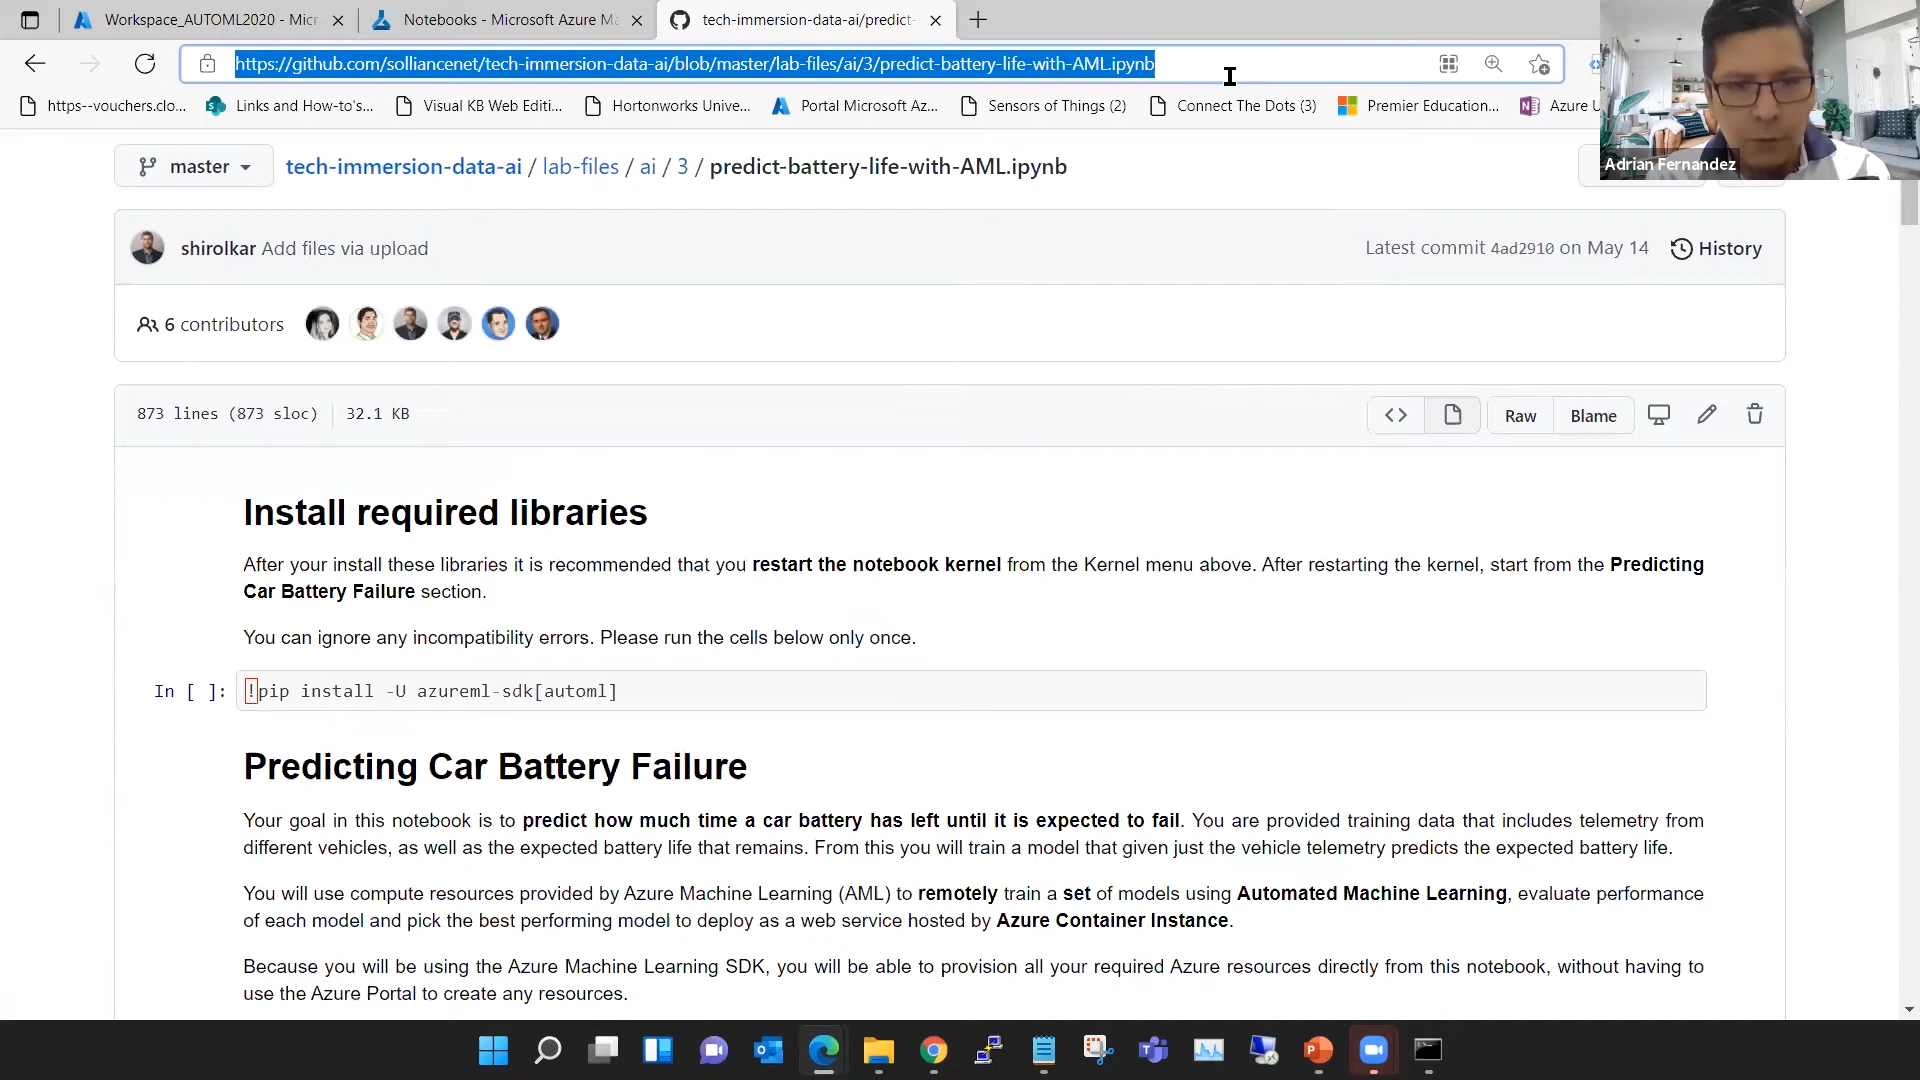 Workspace_AUTOML2020 - Micr
Notebooks - Microsoft Azure Ma
tech-immersion-data-ai/predict-
https://github.com/solliancenet/tech-immersion-data-ai/blob/master/lab-files/ai/3/predict-battery-life-with-AML.ipynb
https--vouchers.clo...
Links and How-to's...
Visual KB Web Editi...
Hortonworks Unive...
Portal Microsoft Az...
Sensors of Things (2)
Connect The Dots (3)
Premier Education...
Azure U
Adrian Fernandez
master
tech-immersion-data-ai / lab-files / ai / 3 / predict-battery-life-with-AML.ipynb
shirolkar Add files via upload
Latest commit 4ad2910 on May 14
History
6 contributors
873 lines (873 sloc) 32.1 KB
Raw
Blame
Install required libraries
After your install these libraries it is recommended that you restart the notebook kernel from the Kernel menu above. After restarting the kernel, start from the Predicting
Car Battery Failure section.
You can ignore any incompatibility errors. Please run the cells below only once.
In [ ]: !pip install -U azureml-sdk[automl]
Predicting Car Battery Failure
Your goal in this notebook is to predict how much time a car battery has left until it is expected to fail. You are provided training data that includes telemetry from
different vehicles, as well as the expected battery life that remains. From this you will train a model that given just the vehicle telemetry predicts the expected battery life.
You will use compute resources provided by Azure Machine Learning (AML) to remotely train a set of models using Automated Machine Learning, evaluate performance
of each model and pick the best performing model to deploy as a web service hosted by Azure Container Instance.
Because you will be using the Azure Machine Learning SDK, you will be able to provision all your required Azure resources directly from this notebook, without having to
use the Azure Portal to create any resources.